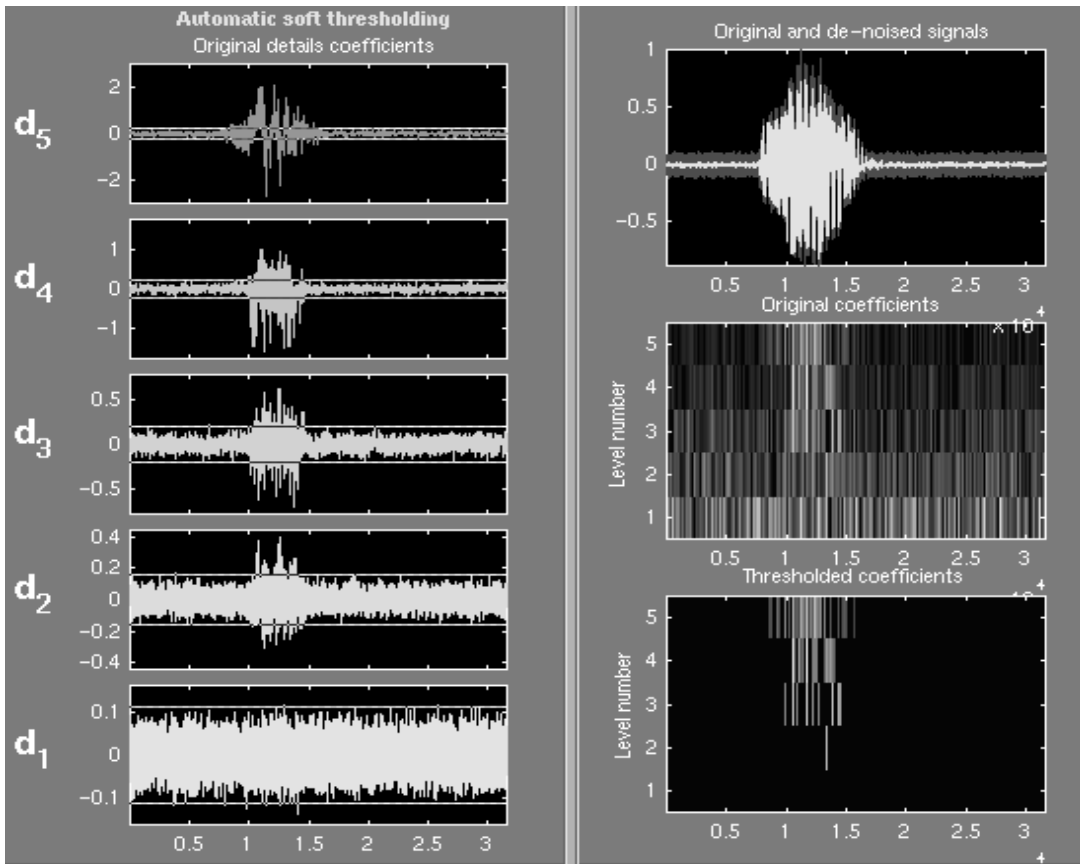 Automatic soft thresholding
Original details coefficients
d5
2
0
−2
d4
1
0
−1
d3
0.5
0
−0.5
d2
0.4
0.2
0
−0.2
−0.4
d1
0.1
0
−0.1
0.5 1 1.5 2 2.5 3
Original and de−noised signals
1
0.5
0
−0.5
0.5 1 1.5 2 2.5 3
Original coefficients
4
Level number
5
4
3
2
1
0.5 1 1.5 2 2.5 3
Thresholded coefficients
4
Level number
5
4
3
2
1
0.5 1 1.5 2 2.5 3
4